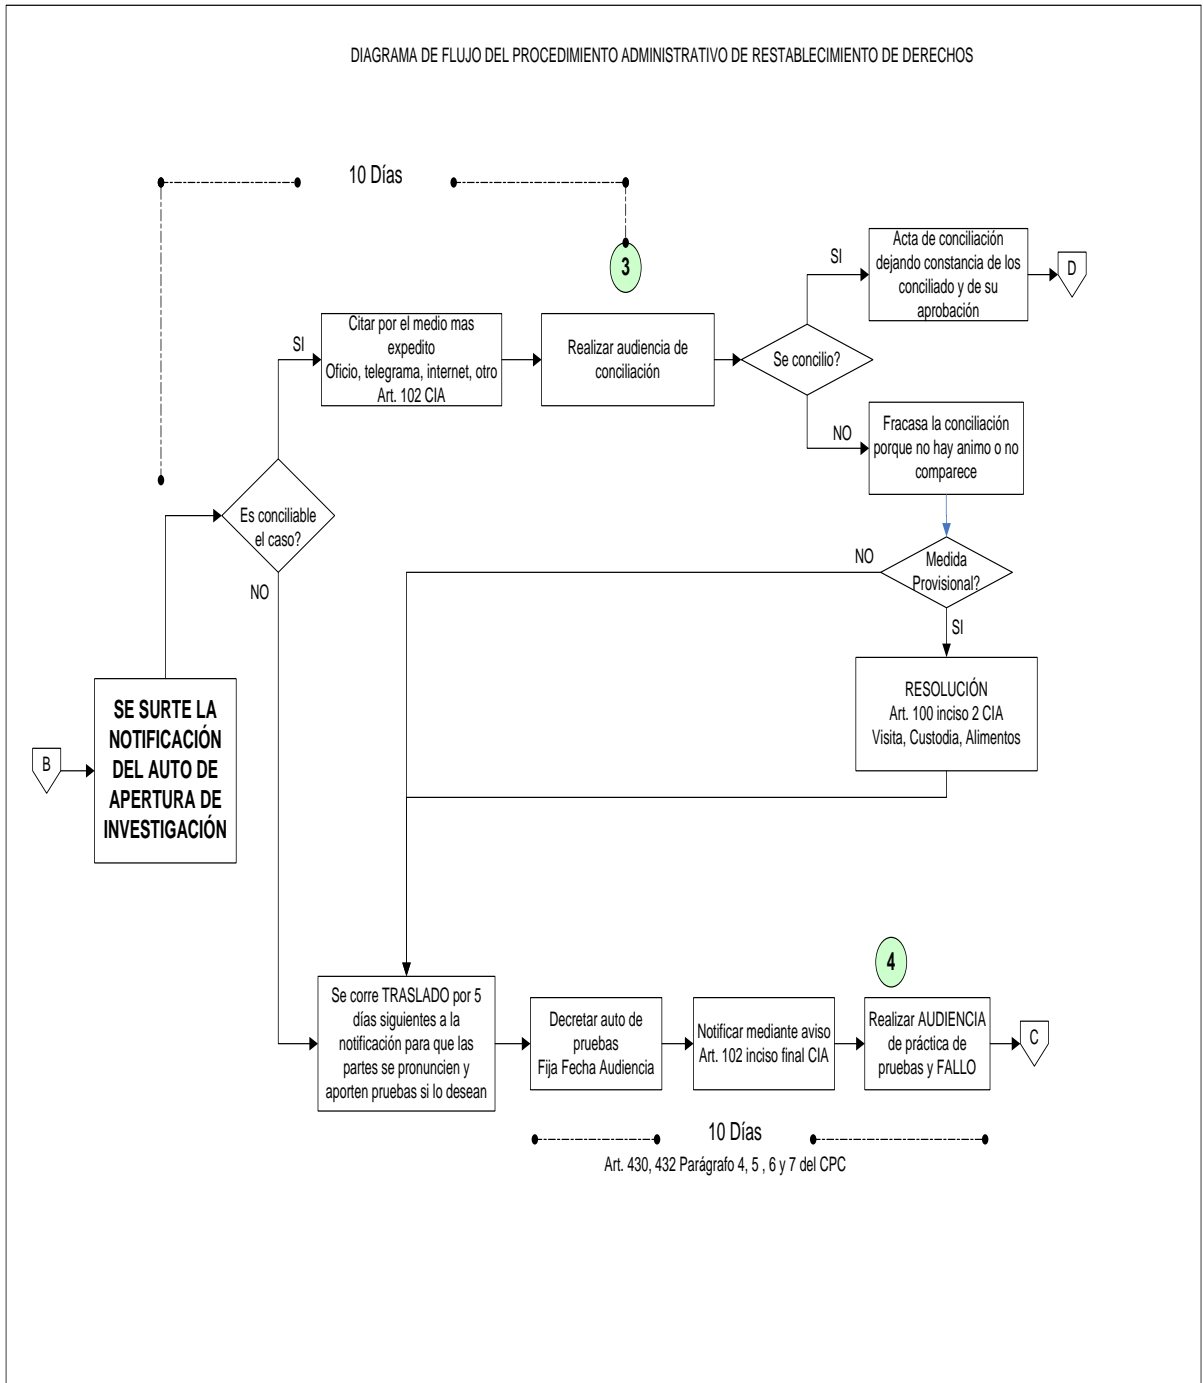 DIAGRAMA DE FLUJO DEL PROCEDIMIENTO ADMINISTRATIVO DE RESTABLECIMIENTO DE DERECHOS
10 Días
3
SI
Citar por el medio mas
expedito
Oficio, telegrama, internet, otro
Art. 102 CIA
Realizar audiencia de
conciliación
Se concilio?
SI
Acta de conciliación
dejando constancia de los
conciliado y de su
aprobación
D
NO
Fracasa la conciliación
porque no hay animo o no
comparece
Es conciliable
el caso?
NO
NO
Medida
Provisional?
SI
RESOLUCIÓN
Art. 100 inciso 2 CIA
Visita, Custodia, Alimentos
B
SE SURTE LA
NOTIFICACIÓN
DEL AUTO DE
APERTURA DE
INVESTIGACIÓN
4
Se corre TRASLADO por 5
días siguientes a la
notificación para que las
partes se pronuncien y
aporten pruebas si lo desean
Decretar auto de
pruebas
Fija Fecha Audiencia
Notificar mediante aviso
Art. 102 inciso final CIA
Realizar AUDIENCIA
de práctica de
pruebas y FALLO
C
10 Días
Art. 430, 432 Parágrafo 4, 5 , 6 y 7 del CPC